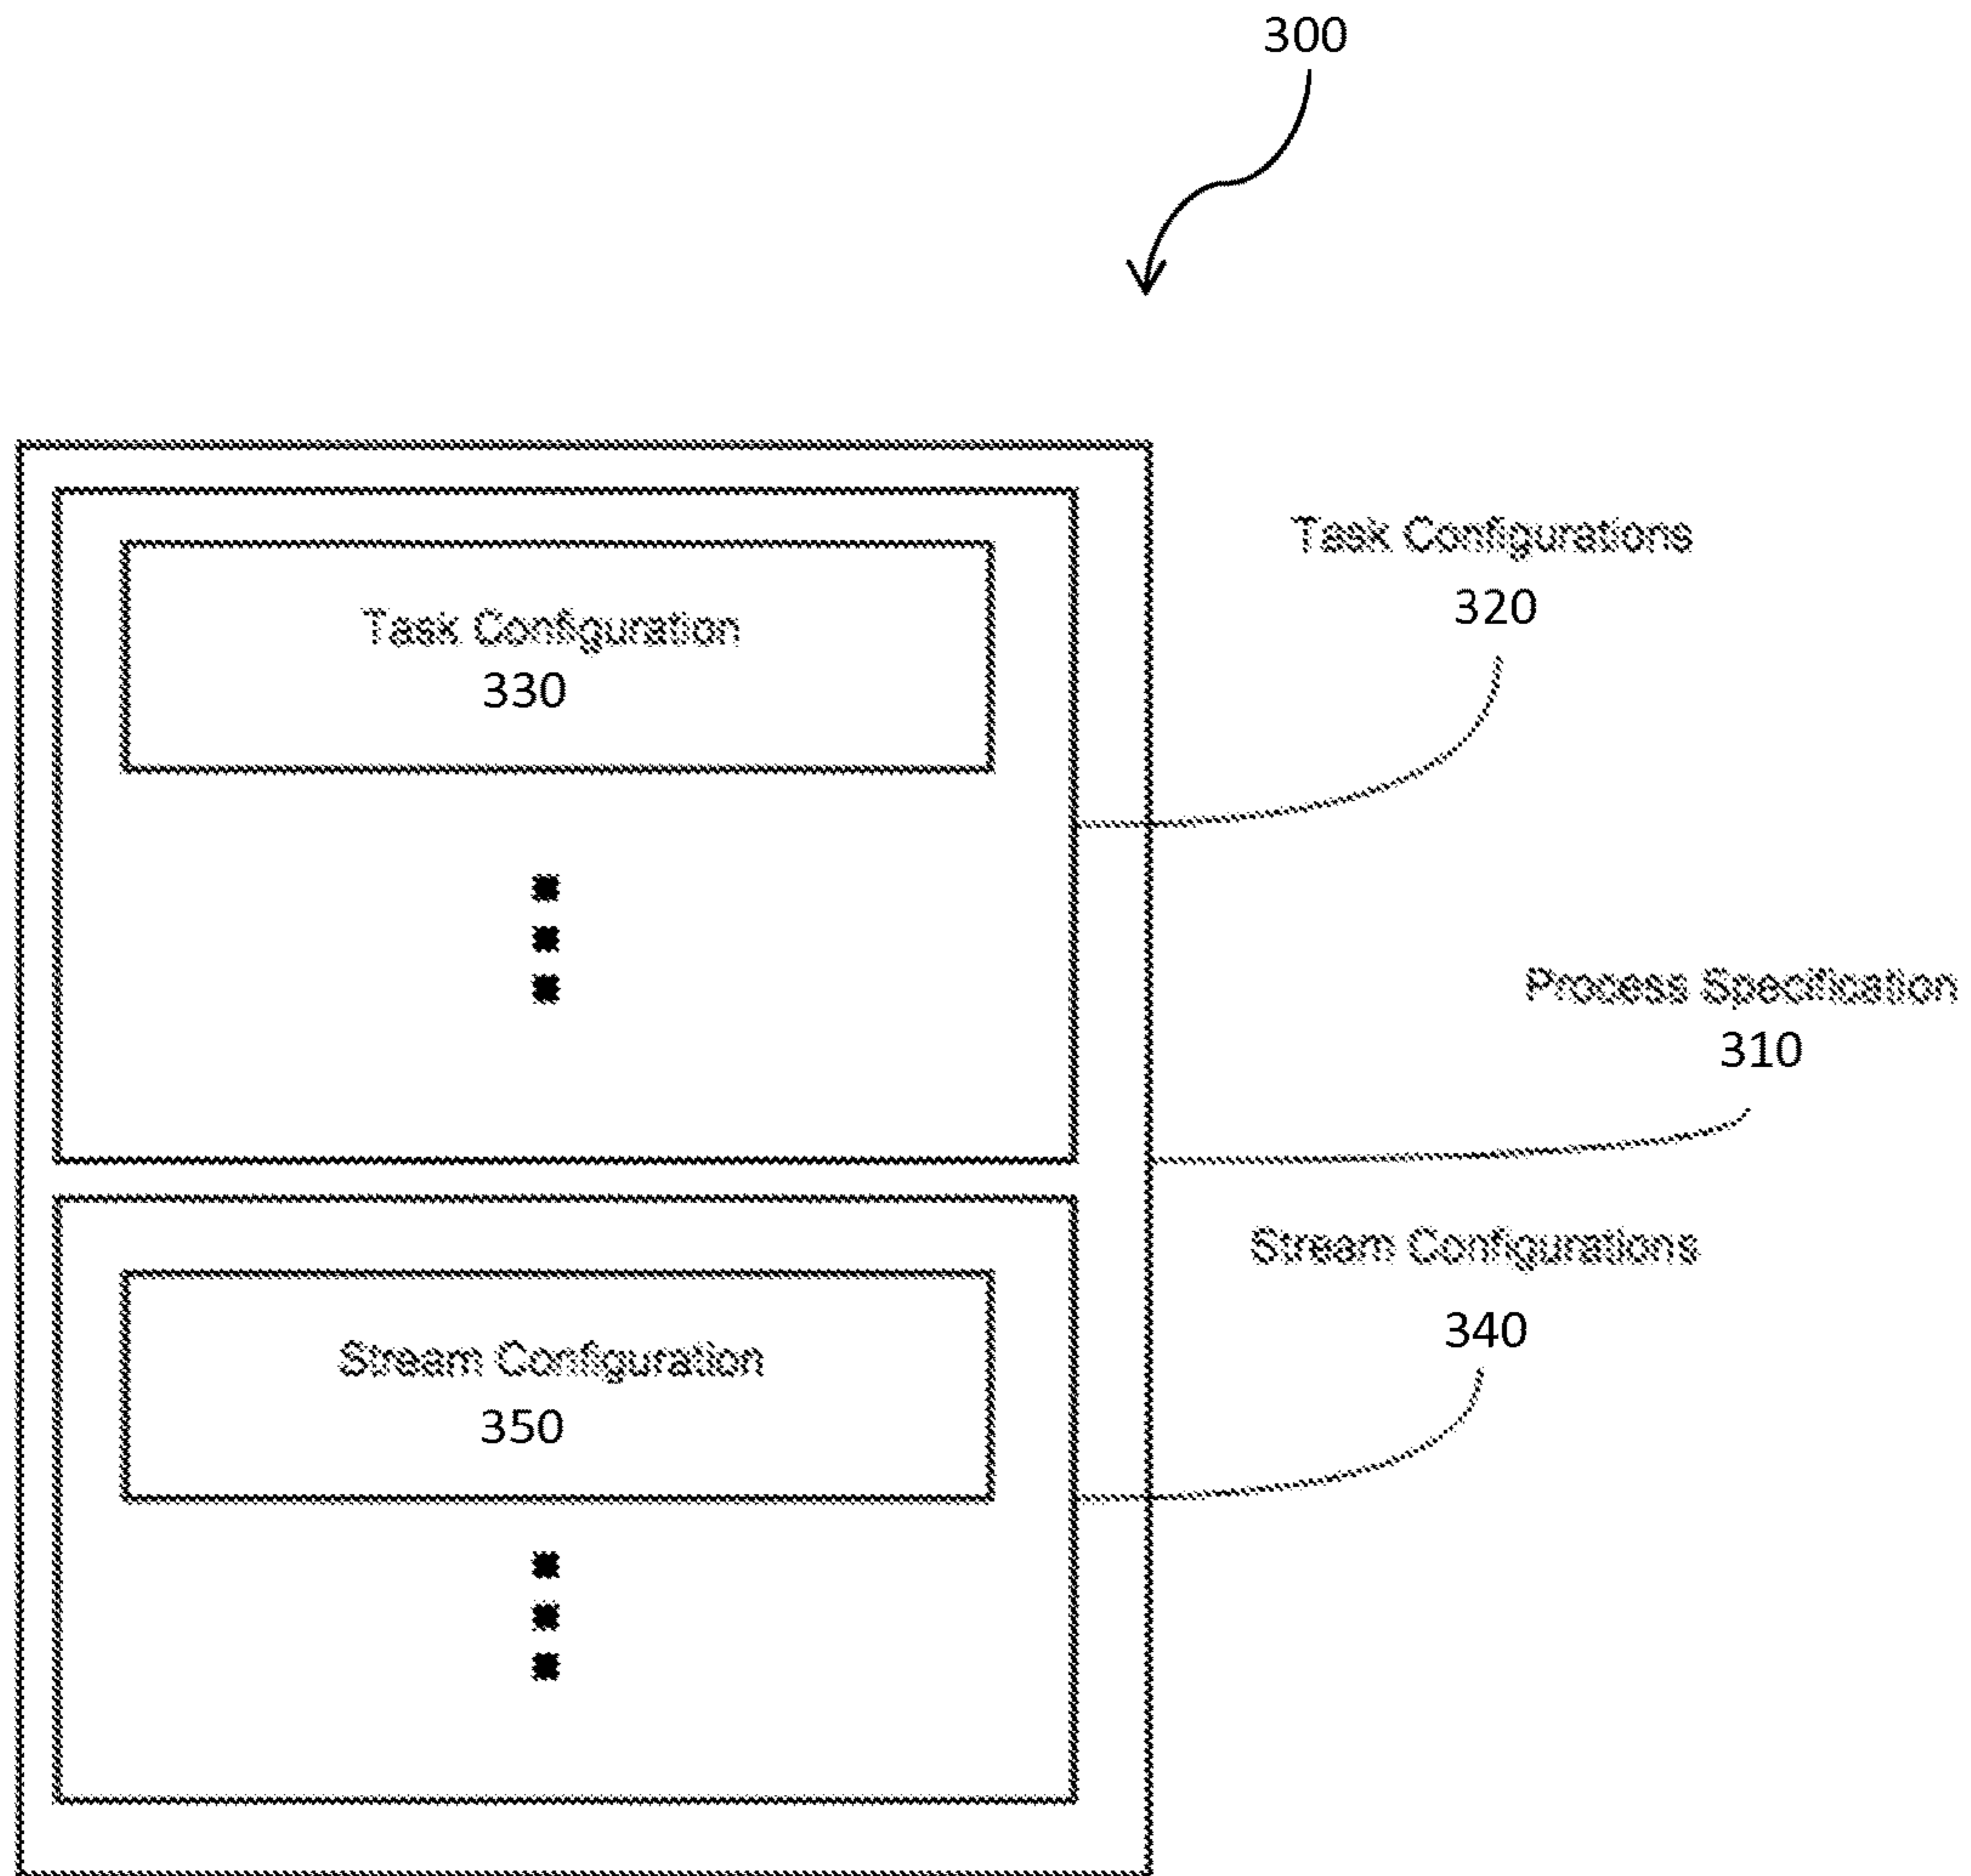 300
Task Configurations
320
Task Configuration
330
Process Specification
310
Stream Configurations
340
Stream Configuration
350